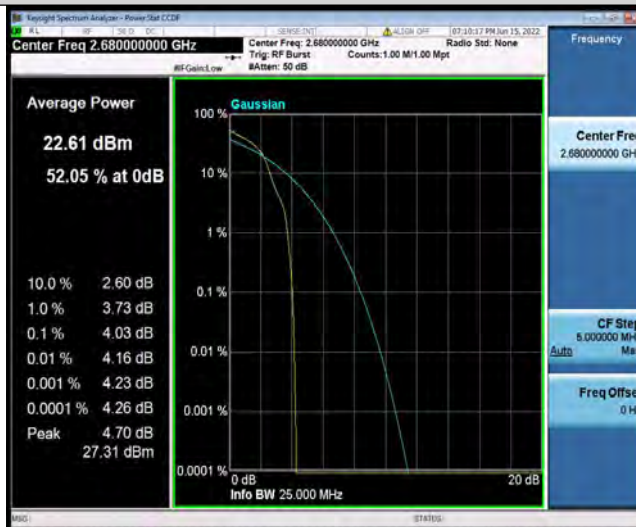 Keysight Spectrum Analyzer - Power Stat CCDF
RL RF 50 Ω DC SENSE:INT ALIGN OFF 07:10:17 PM Jun 15, 2022
Center Freq 2.680000000 GHz
Center Freq: 2.680000000 GHz Radio Std: None
Trig: RF Burst Counts:1.00 M/1.00 Mpt
#IFGain:Low #Atten: 50 dB
Frequency
Average Power
22.61 dBm
52.05 % at 0dB
10.0 % 2.60 dB
1.0 % 3.73 dB
0.1 % 4.03 dB
0.01 % 4.16 dB
0.001 % 4.23 dB
0.0001 % 4.26 dB
Peak 4.70 dB
27.31 dBm
Gaussian
100 %
10 %
1 %
0.1 %
0.01 %
0.001 %
0.0001 %
0 dB 20 dB
Info BW 25.000 MHz
Center Freq
2.680000000 GH
CF Step
5.000000 MH
Auto Ma
Freq Offse
0 H
MSG STATUS